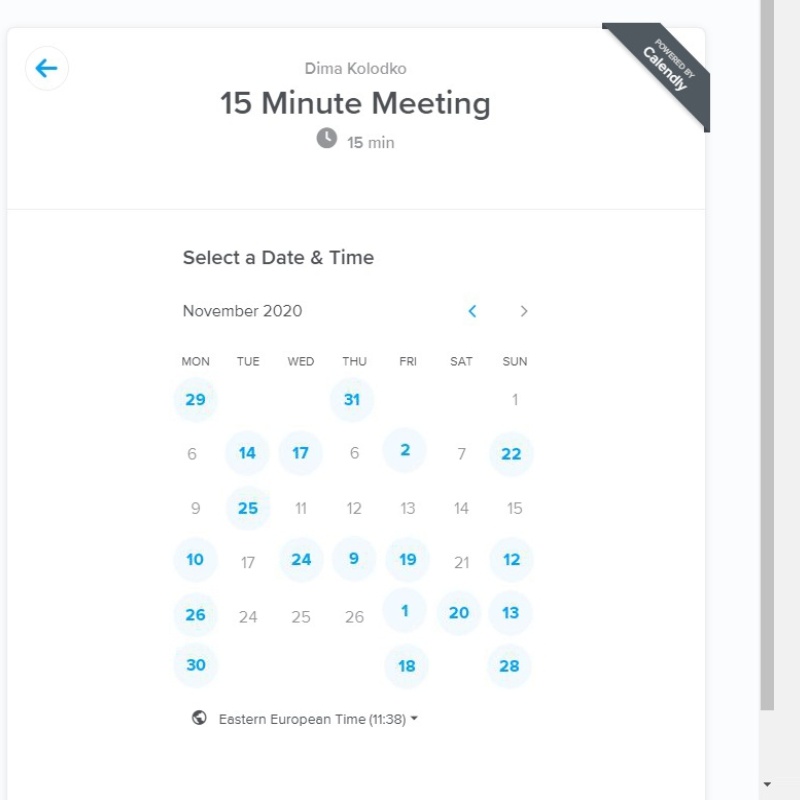 POWERED BY
Calendly
Dima Kolodko
15 Minute Meeting
15 min
Select a Date & Time
November 2020
MON TUE WED THU FRI SAT SUN
29 31 1
6 14 17 6 2 7 22
9 25 11 12 13 14 15
10 17 24 9 19 21 12
26 24 25 26 1 20 13
30 18 28
Eastern European Time (11:38)